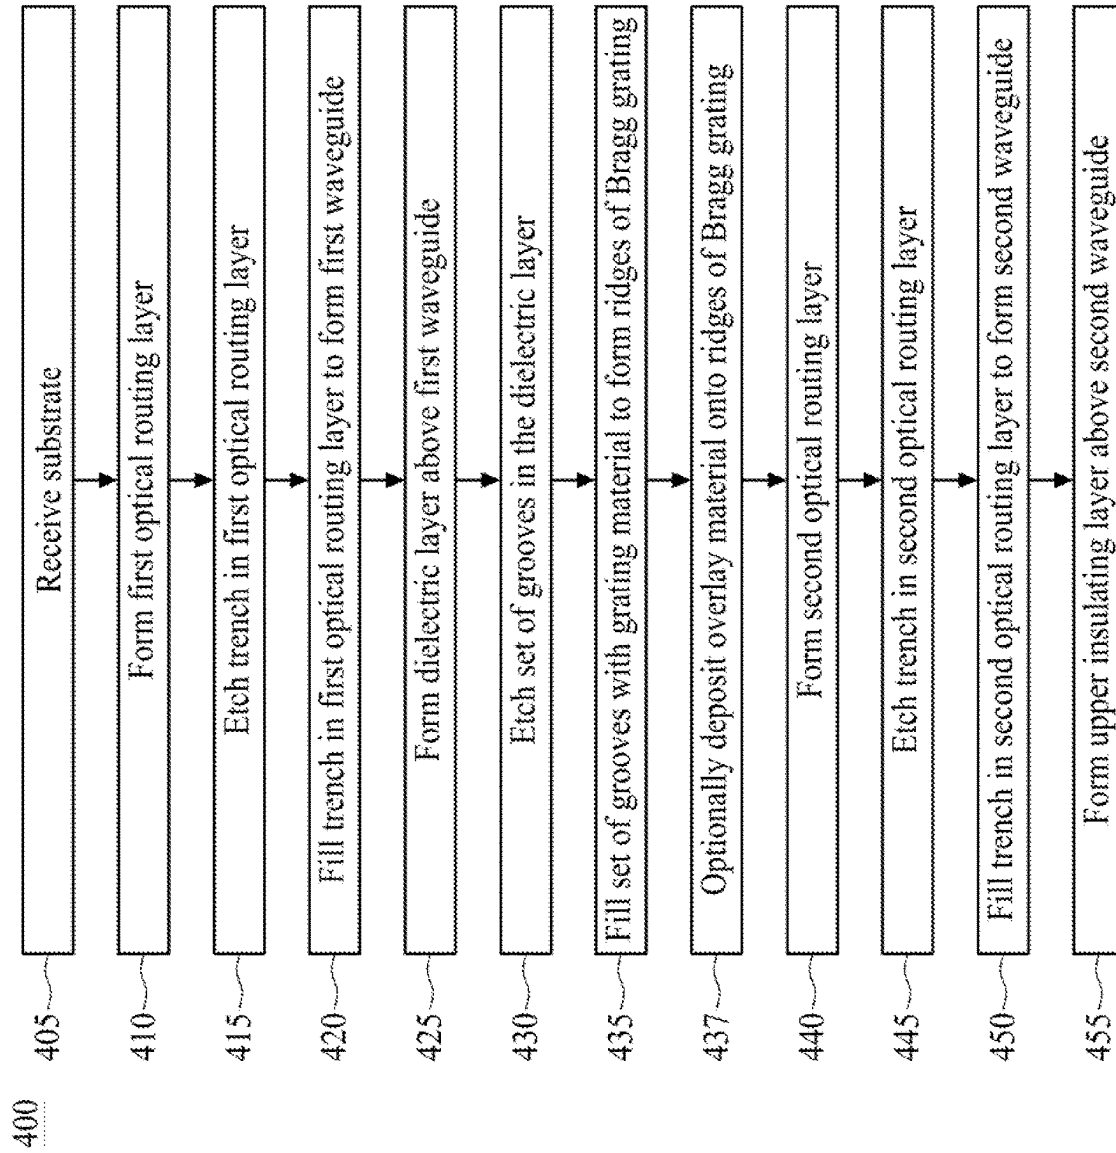 400
405 Receive substrate
410 Form first optical routing layer
415 Etch trench in first optical routing layer
420 Fill trench in first optical routing layer to form first waveguide
425 Form dielectric layer above first waveguide
430 Etch set of grooves in the dielectric layer
435 Fill set of grooves with grating material to form ridges of Bragg grating
437 Optionally deposit overlay material onto ridges of Bragg grating
440 Form second optical routing layer
445 Etch trench in second optical routing layer
450 Fill trench in second optical routing layer to form second waveguide
455 Form upper insulating layer above second waveguide